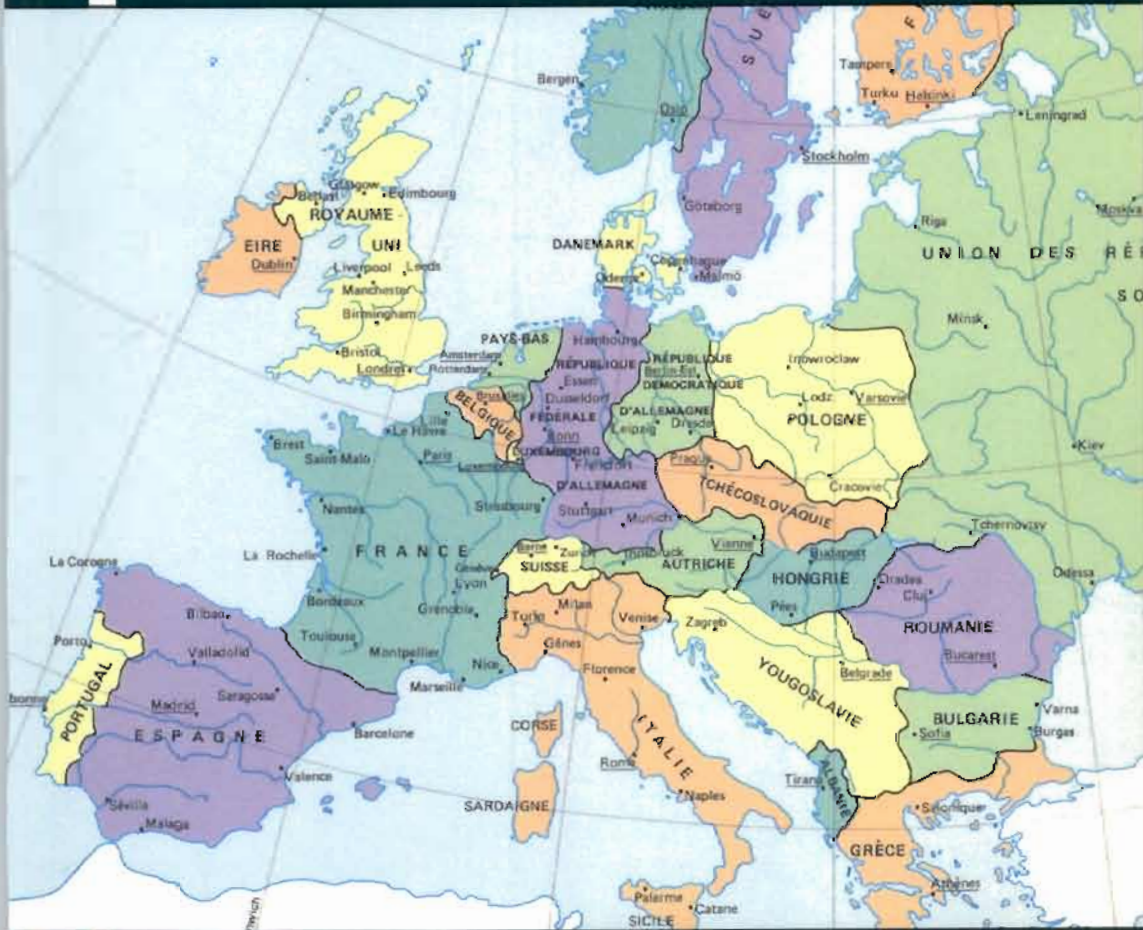 Bergen
Oslo
SUÈ
F
Tampere
Turku
Helsinki
Leningrad
Stockholm
Göteborg
Riga
Moskva
Glasgow
Edimbourg
Belfast
ROYAUME-
UNI
EIRE
Dublin
Liverpool
Leeds
Manchester
Birmingham
Bristol
Londres
DANEMARK
Copenhague
Odense
Malmö
UNION DES RÉ
SO
Minsk
PAYS-BAS
Amsterdam
Rotterdam
Hambourg
RÉPUBLIQUE
FÉDÉRALE
D'ALLEMAGNE
Essen
Dusseldorf
Bonn
Francfort
Stuttgart
Munich
RÉPUBLIQUE
Berlin-Est
DÉMOCRATIQUE
D'ALLEMAGNE
Leipzig
Dresde
Inowroclaw
Lodz
Varsovie
POLOGNE
Cracovie
Kiev
Bruxelles
BELGIQUE
LUXEMBOURG
Luxembourg
Lille
Le Havre
Brest
Saint-Malo
Paris
Strasbourg
Nantes
La Rochelle
FRANCE
Bordeaux
Genève
Lyon
Grenoble
Toulouse
Montpellier
Marseille
Nice
Prague
TCHÉCOSLOVAQUIE
Tchernovtsy
Berne
Zurich
SUISSE
Innsbruck
Vienne
AUTRICHE
Budapest
HONGRIE
Pécs
Oradea
Cluj
Odessa
ROUMANIE
Bucarest
La Corogne
Bilbao
Porto
Valladolid
PORTUGAL
Saragosse
Madrid
ESPAGNE
Barcelone
Valence
Séville
Malaga
bonne
Turin
Milan
Venise
Gênes
Florence
CORSE
ITALIE
Rome
SARDAIGNE
Naples
Palerme
Catane
SICILE
Zagreb
Belgrade
YOUGOSLAVIE
BULGARIE
Sofia
Varna
Burgas
Tirana
ALBANIE
Salonique
GRÈCE
Athènes
nwich